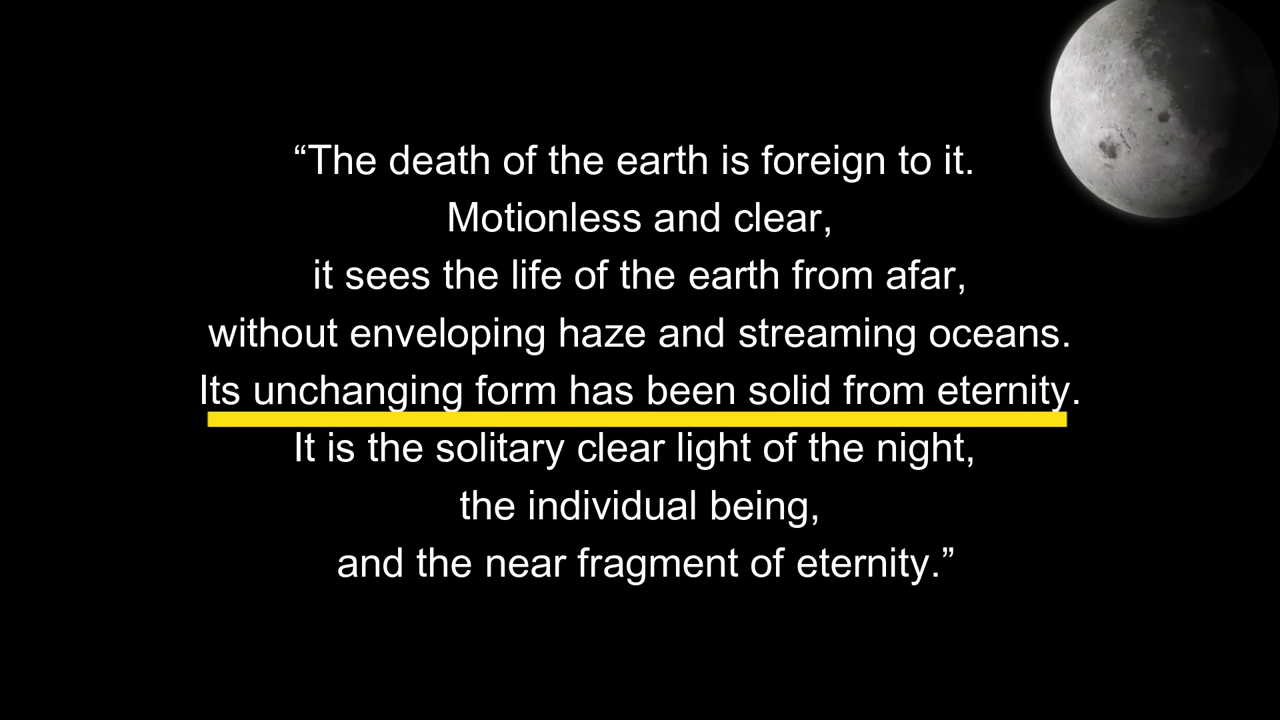 “The death of the earth is foreign to it.
Motionless and clear,
it sees the life of the earth from afar,
without enveloping haze and streaming oceans.
Its unchanging form has been solid from eternity.
It is the solitary clear light of the night,
the individual being,
and the near fragment of eternity.”